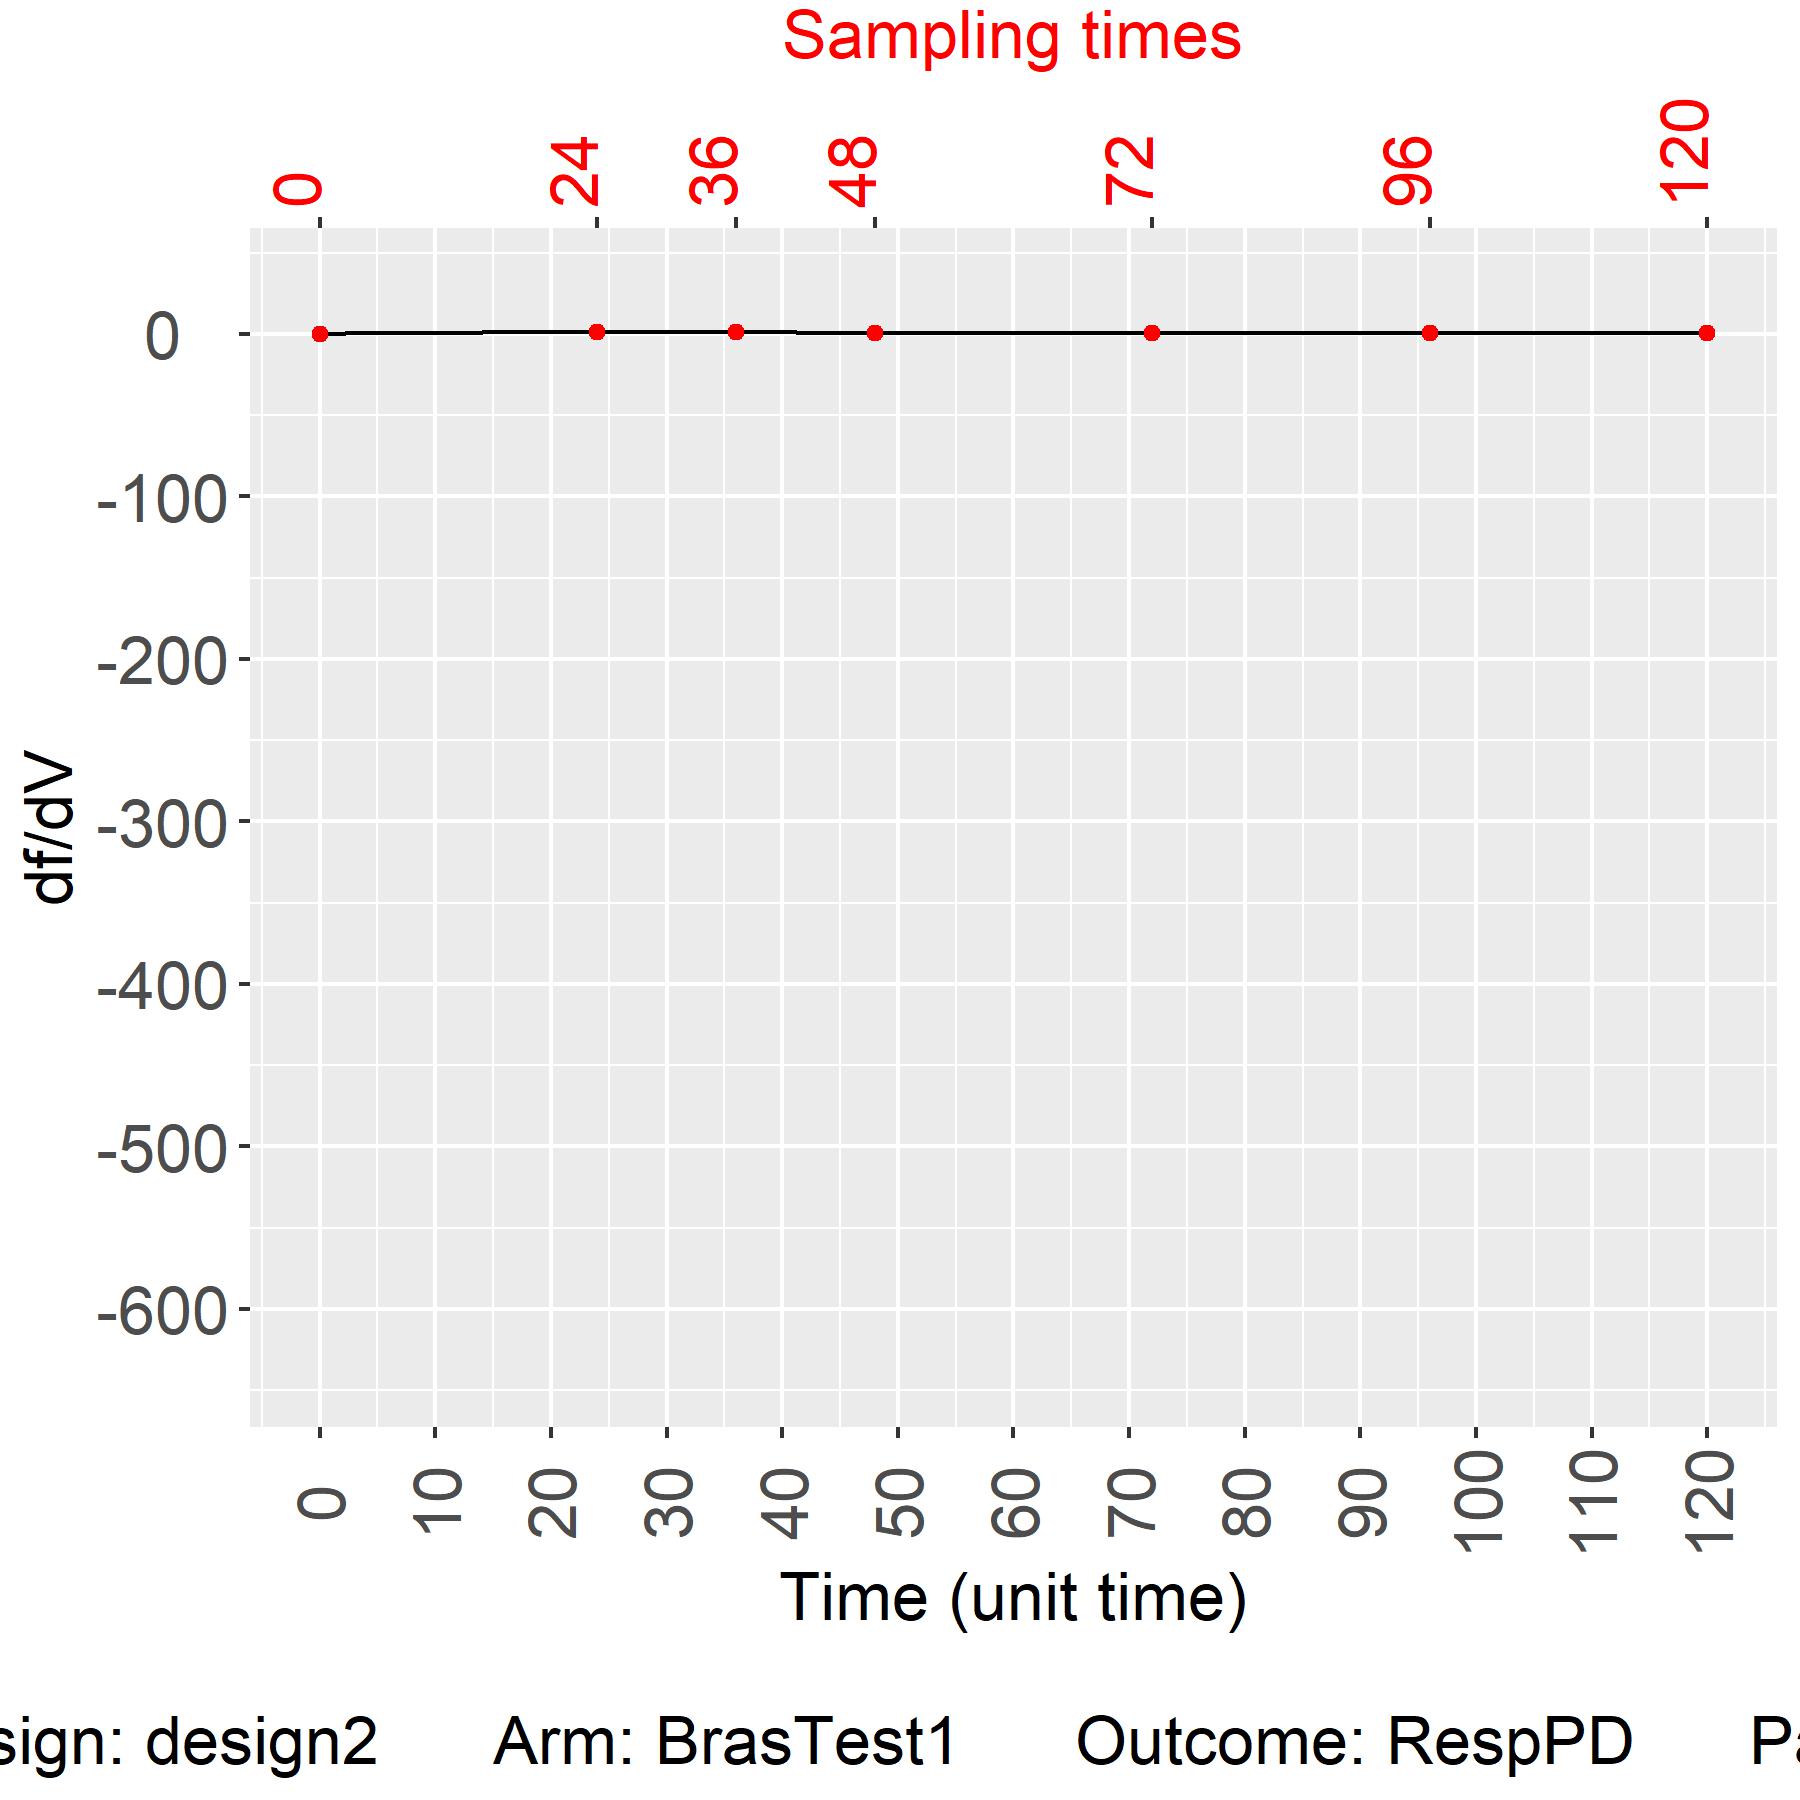 Sampling times
0 24 36 48 72 96 120
0
-100
-200
-300
-400
-500
-600
df/dV
0 10 20 30 40 50 60 70 80 90 100 110 120
Time (unit time)
sign: design2 Arm: BrasTest1 Outcome: RespPD Pa